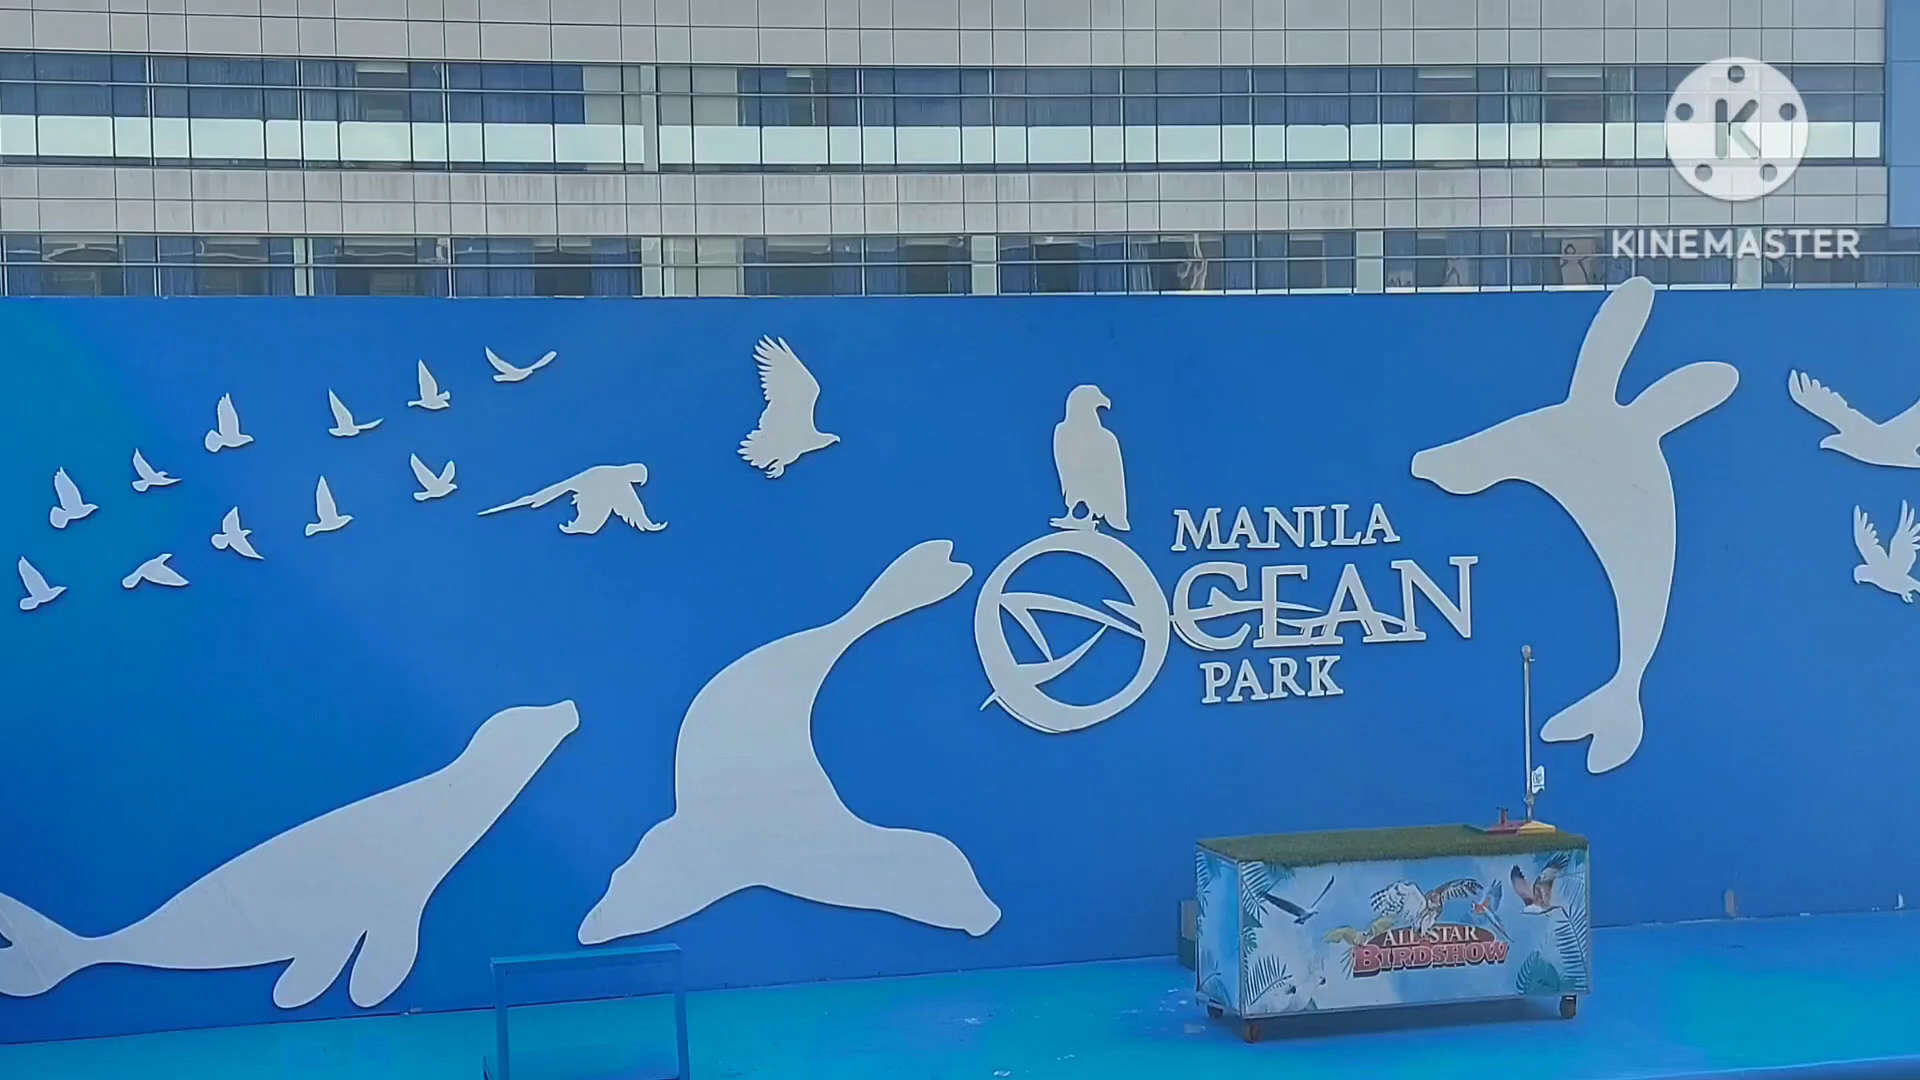 KINEMASTER
MANILA
OCEAN
PARK
ALL STAR
BIRDSHOW